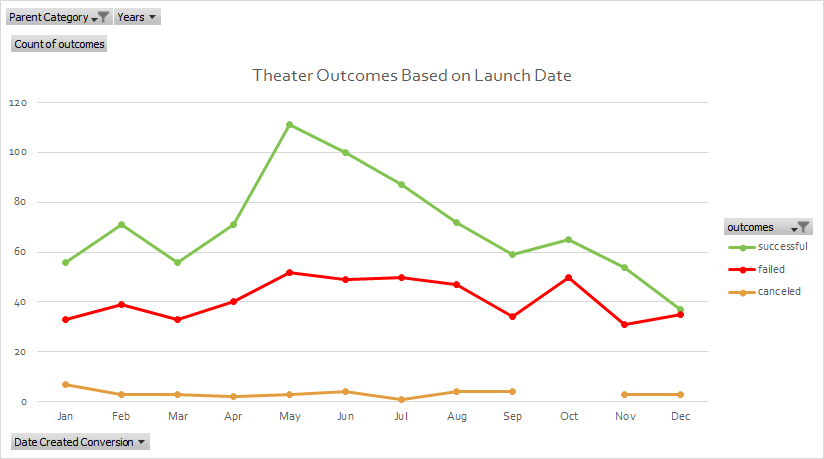 Parent Category Years
Count of outcomes
Theater Outcomes Based on Launch Date
120
100
80
60
40
20
0
Jan Feb Mar Apr May Jun Jul Aug Sep Oct Nov Dec
outcomes
successful
failed
canceled
Date Created Conversion